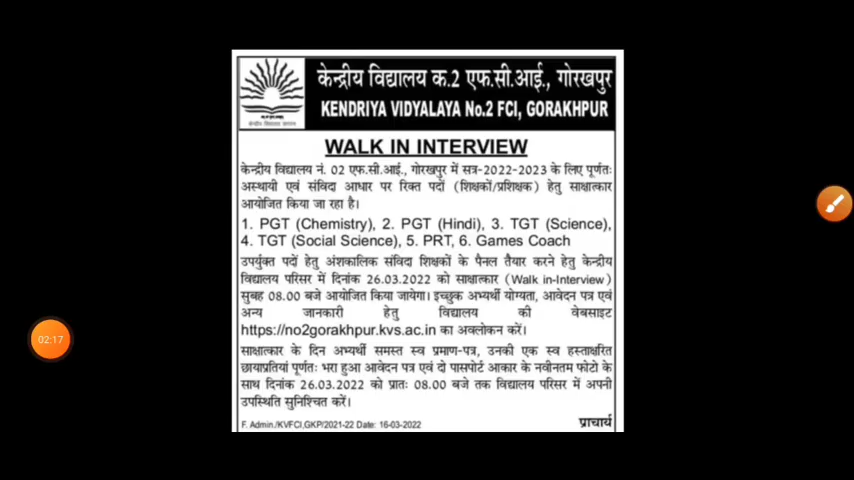 केन्द्रीय विद्यालय क.2 एफ.सी.आई., गोरखपुर
KENDRIYA VIDYALAYA No.2 FCI, GORAKHPUR
WALK IN INTERVIEW
केन्द्रीय विद्यालय नं. 02 एफ.सी.आई., गोरखपुर में सत्र-2022-2023 के लिए पूर्णतः
अस्थायी एवं संविदा आधार पर रिक्त पदों (शिक्षकों/प्रशिक्षक) हेतु साक्षात्कार
आयोजित किया जा रहा है।
1. PGT (Chemistry), 2. PGT (Hindi), 3. TGT (Science),
4. TGT (Social Science), 5. PRT, 6. Games Coach
उपर्युक्त पदों हेतु अंशकालिक संविदा शिक्षकों के पैनल तैयार करने हेतु केन्द्रीय
विद्यालय परिसर में दिनांक 26.03.2022 को साक्षात्कार (Walk in-Interview)
सुबह 08.00 बजे आयोजित किया जायेगा। इच्छुक अभ्यर्थी योग्यता, आवेदन पत्र एवं
अन्य जानकारी हेतु विद्यालय की वेबसाइट
https://no2gorakhpur.kvs.ac.in का अवलोकन करें।
साक्षात्कार के दिन अभ्यर्थी समस्त स्व प्रमाण-पत्र, उनकी एक स्व हस्ताक्षरित
छायाप्रतियां पूर्णतः भरा हुआ आवेदन पत्र एवं दो पासपोर्ट आकार के नवीनतम फोटो के
साथ दिनांक 26.03.2022 को प्रातः 08.00 बजे तक विद्यालय परिसर में अपनी
उपस्थिति सुनिश्चित करें।
F. Admin./KVFCI,GKP/2021-22 Date: 16-03-2022 प्राचार्य
02:17